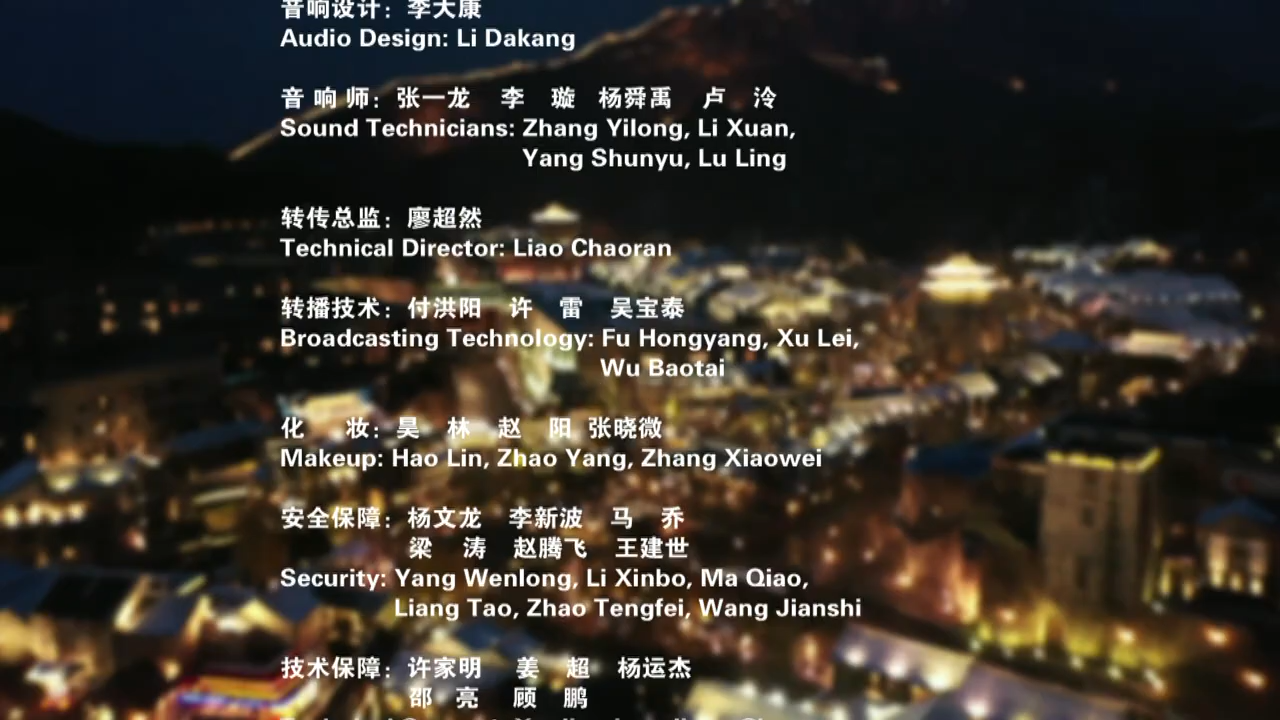 音响设计：李大康
Audio Design: Li Dakang
音 响 师：张一龙 李 璇 杨舜禹 卢 泠
Sound Technicians: Zhang Yilong, Li Xuan,
Yang Shunyu, Lu Ling
转传总监：廖超然
Technical Director: Liao Chaoran
转播技术：付洪阳 许 雷 吴宝泰
Broadcasting Technology: Fu Hongyang, Xu Lei,
Wu Baotai
化 妆：昊 林 赵 阳 张晓微
Makeup: Hao Lin, Zhao Yang, Zhang Xiaowei
安全保障：杨文龙 李新波 马 乔
梁 涛 赵腾飞 王建世
Security: Yang Wenlong, Li Xinbo, Ma Qiao,
Liang Tao, Zhao Tengfei, Wang Jianshi
技术保障：许家明 姜 超 杨运杰
邵 亮 顾 鹏